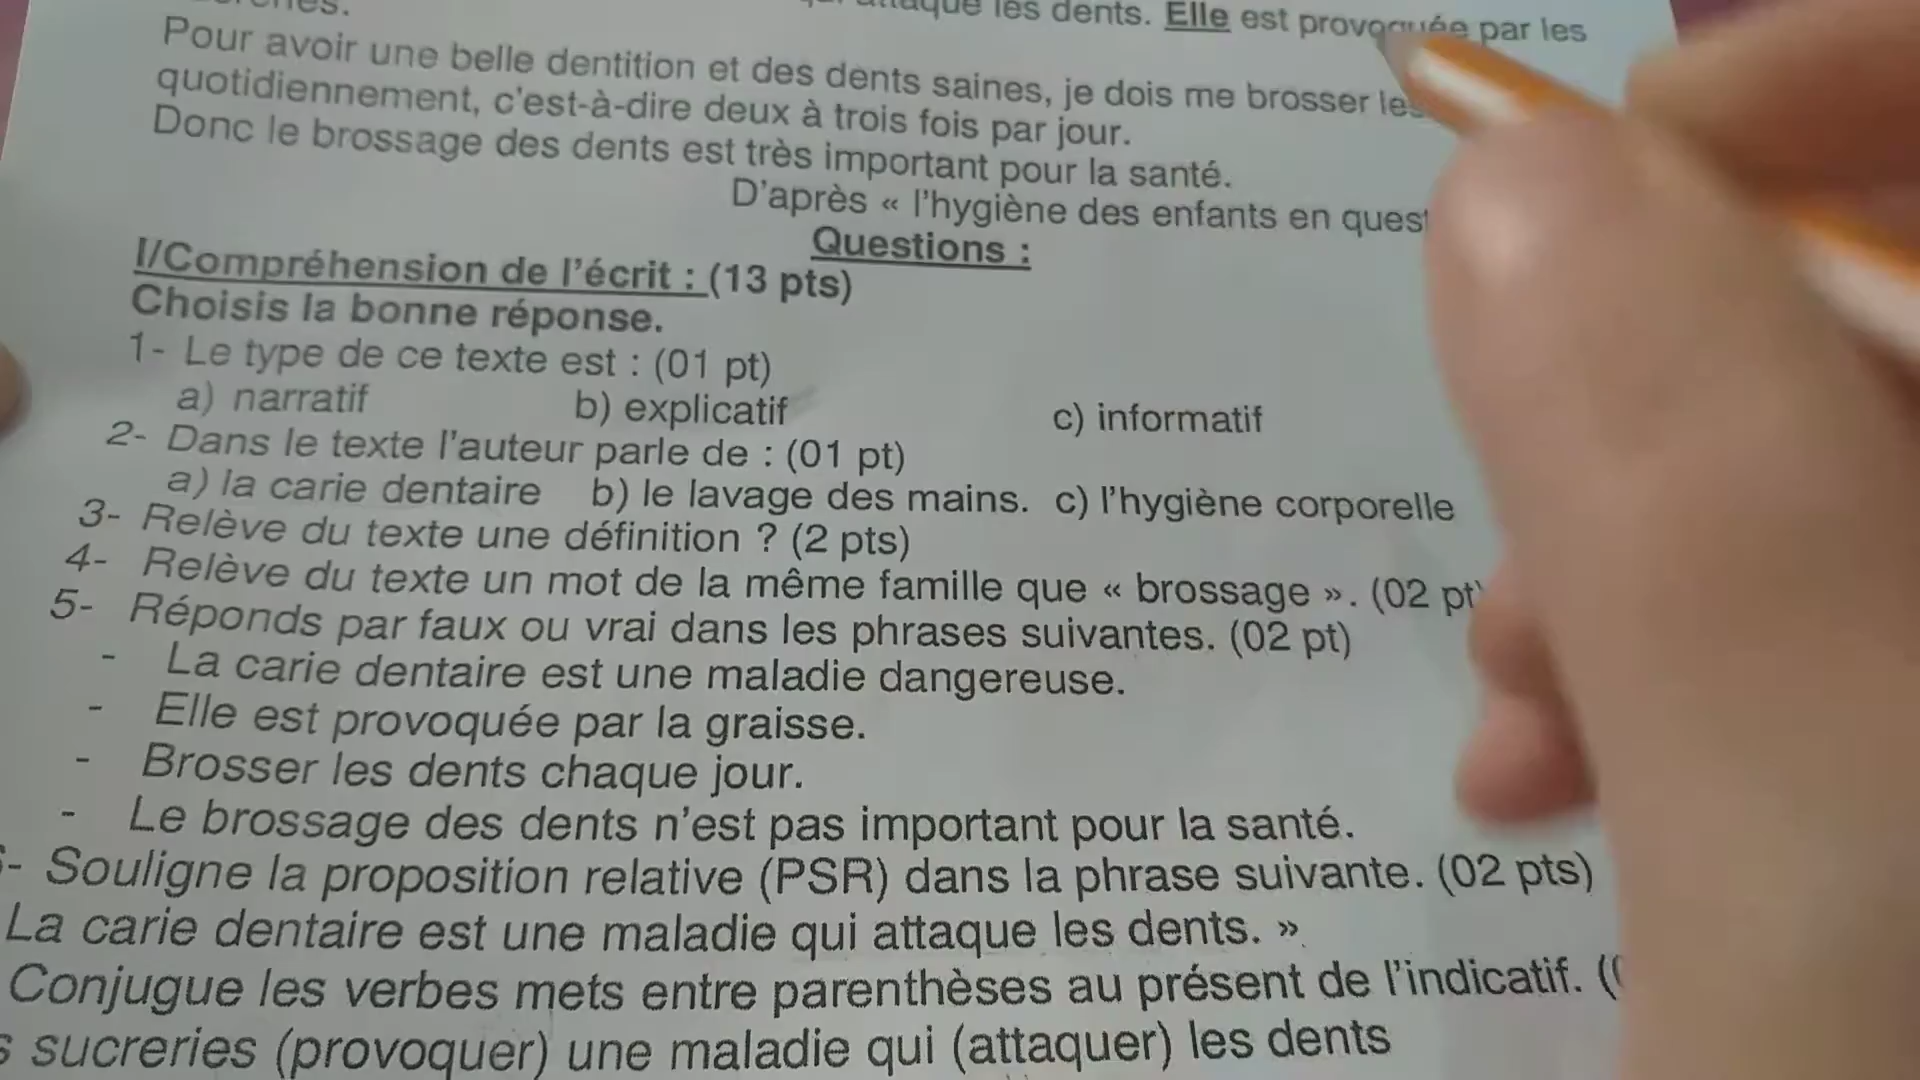 les dents. Elle est provoquée par les
Pour avoir une belle dentition et des dents saines, je dois me brosser les
quotidiennement, c'est-à-dire deux à trois fois par jour.
Donc le brossage des dents est très important pour la santé.
D'après « l'hygiène des enfants en quest
Questions :
I/Compréhension de l'écrit : (13 pts)
Choisis la bonne réponse.
1- Le type de ce texte est : (01 pt)
a) narratif b) explicatif c) informatif
2- Dans le texte l'auteur parle de : (01 pt)
a) la carie dentaire b) le lavage des mains. c) l'hygiène corporelle
3- Relève du texte une définition ? (2 pts)
4- Relève du texte un mot de la même famille que « brossage ». (02 pt)
5- Réponds par faux ou vrai dans les phrases suivantes. (02 pt)
- La carie dentaire est une maladie dangereuse.
- Elle est provoquée par la graisse.
- Brosser les dents chaque jour.
- Le brossage des dents n'est pas important pour la santé.
- Souligne la proposition relative (PSR) dans la phrase suivante. (02 pts)
La carie dentaire est une maladie qui attaque les dents. »
Conjugue les verbes mets entre parenthèses au présent de l'indicatif. (
s sucreries (provoquer) une maladie qui (attaquer) les dents